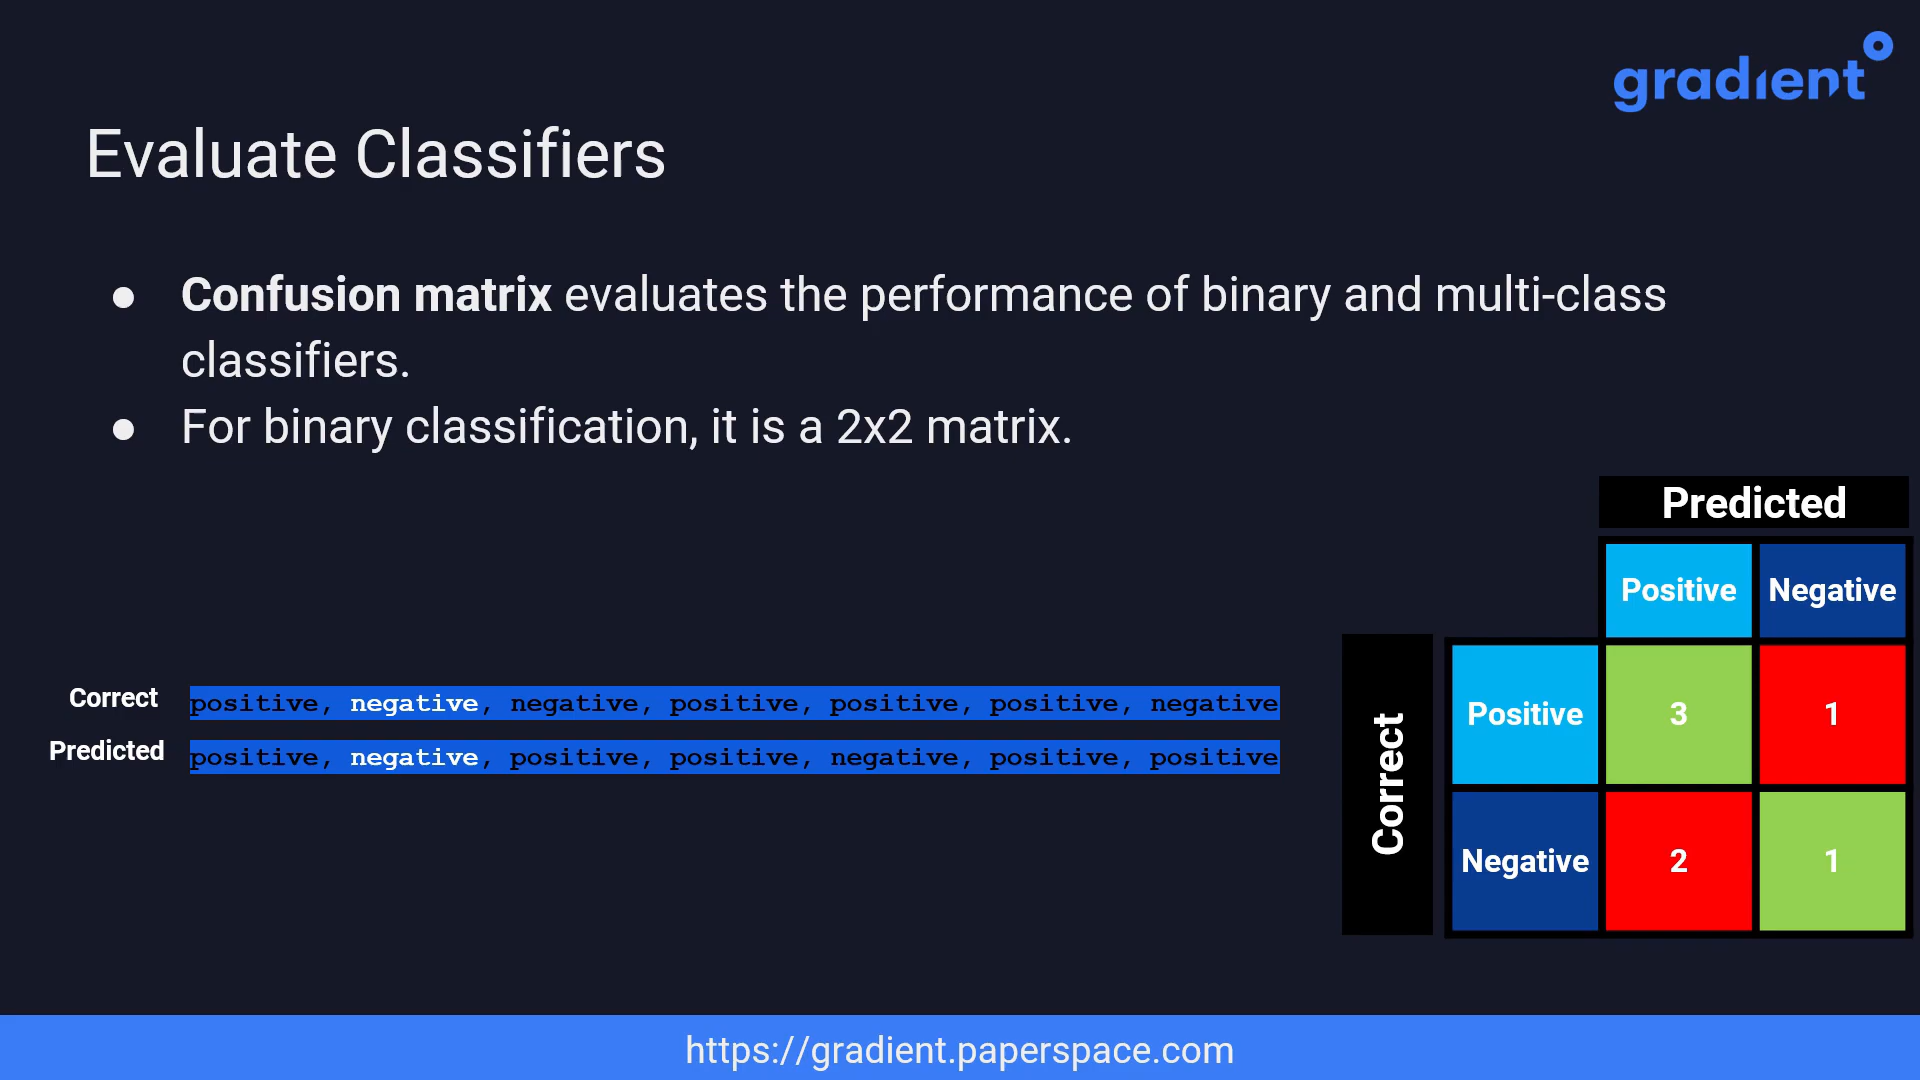 gradient
Evaluate Classifiers
● Confusion matrix evaluates the performance of binary and multi-class
classifiers.
● For binary classification, it is a 2x2 matrix.
Predicted
Positive Negative
Correct
Positive 3 1
Negative 2 1
Correct positive, negative, negative, positive, positive, positive, negative
Predicted positive, negative, positive, positive, negative, positive, positive
https://gradient.paperspace.com